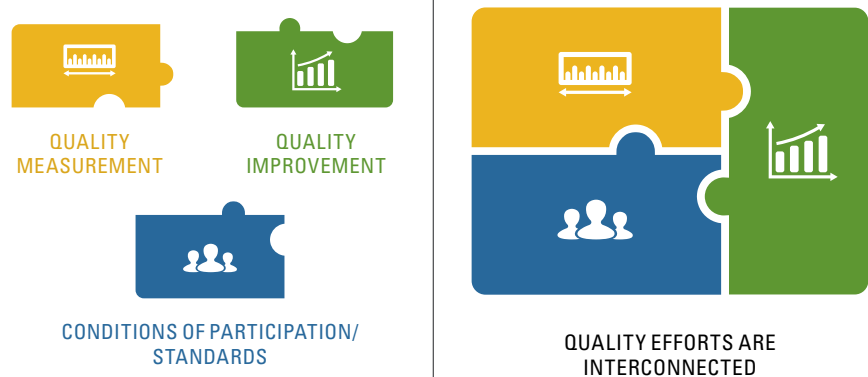 QUALITY
MEASUREMENT
QUALITY
IMPROVEMENT
CONDITIONS OF PARTICIPATION/
STANDARDS
QUALITY EFFORTS ARE
INTERCONNECTED